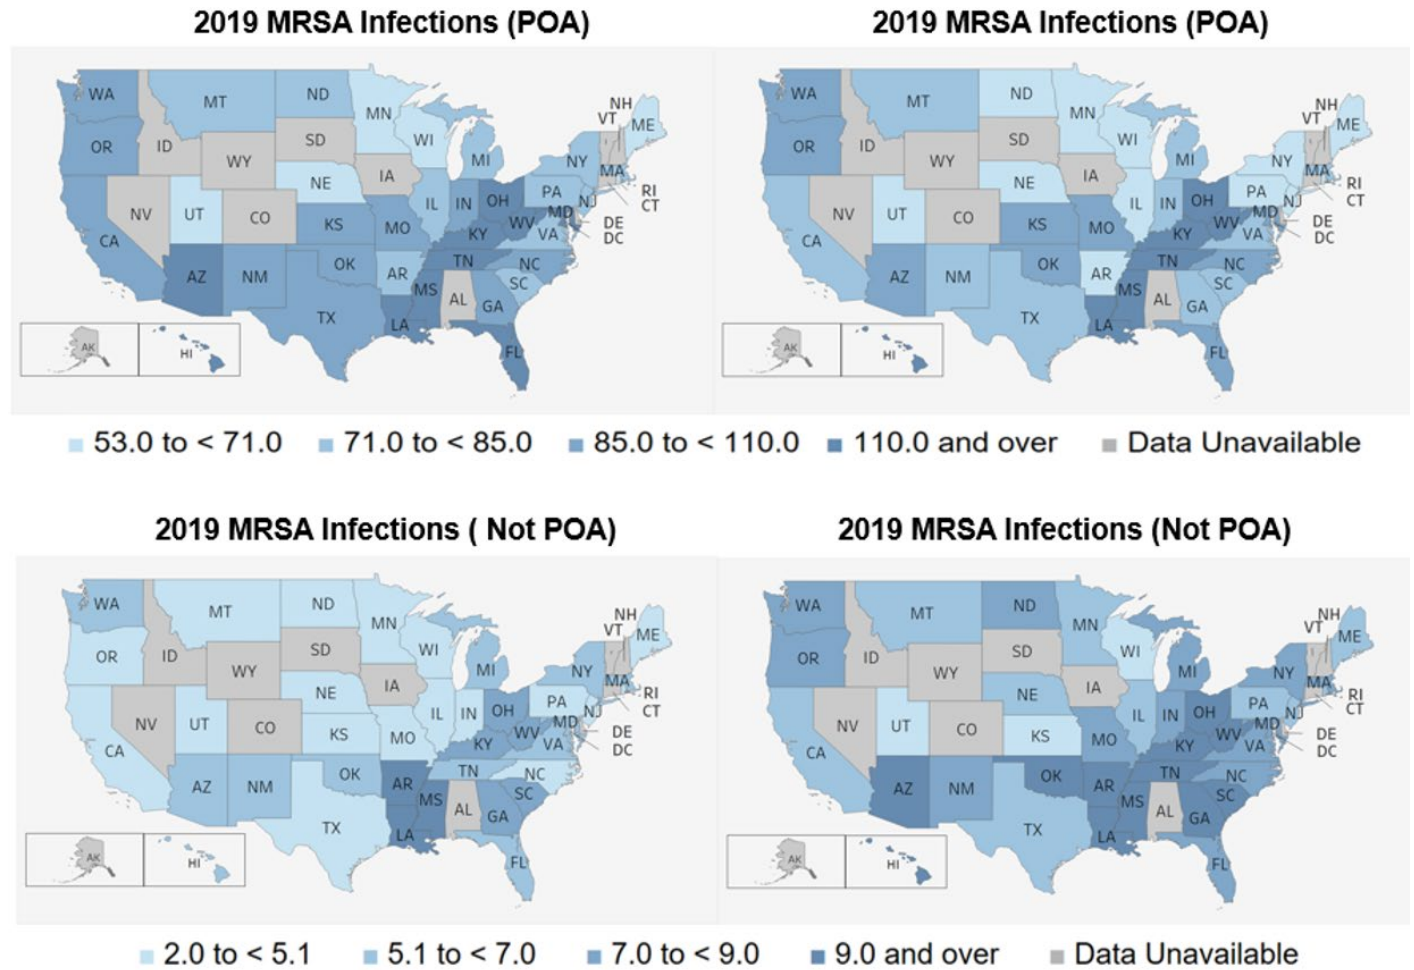 2019 MRSA Infections (POA)
WA MT ND MN WI MI NY VT NH ME
OR ID WY SD IA NE IL IN OH PA NJ MA RI CT
NV UT CO KS MO KY WV VA MD DE DC
CA AZ NM OK AR TN NC SC
TX LA MS AL GA FL
AK HI
2019 MRSA Infections (POA)
WA MT ND MN WI MI NY VT NH ME
OR ID WY SD IA NE IL IN OH PA NJ MA RI CT
NV UT CO KS MO KY WV VA MD DE DC
CA AZ NM OK AR TN NC SC
TX LA MS AL GA FL
AK HI
53.0 to < 71.0 71.0 to < 85.0 85.0 to < 110.0 110.0 and over Data Unavailable
2019 MRSA Infections ( Not POA)
WA MT ND MN WI MI NY VT NH ME
OR ID WY SD IA NE IL IN OH PA NJ MA RI CT
NV UT CO KS MO KY WV VA MD DE DC
CA AZ NM OK AR TN NC SC
TX LA MS AL GA FL
AK HI
2019 MRSA Infections (Not POA)
WA MT ND MN WI MI NY VT NH ME
OR ID WY SD IA NE IL IN OH PA NJ MA RI CT
NV UT CO KS MO KY WV VA MD DE DC
CA AZ NM OK AR TN NC SC
TX LA MS AL GA FL
AK HI
2.0 to < 5.1 5.1 to < 7.0 7.0 to < 9.0 9.0 and over Data Unavailable